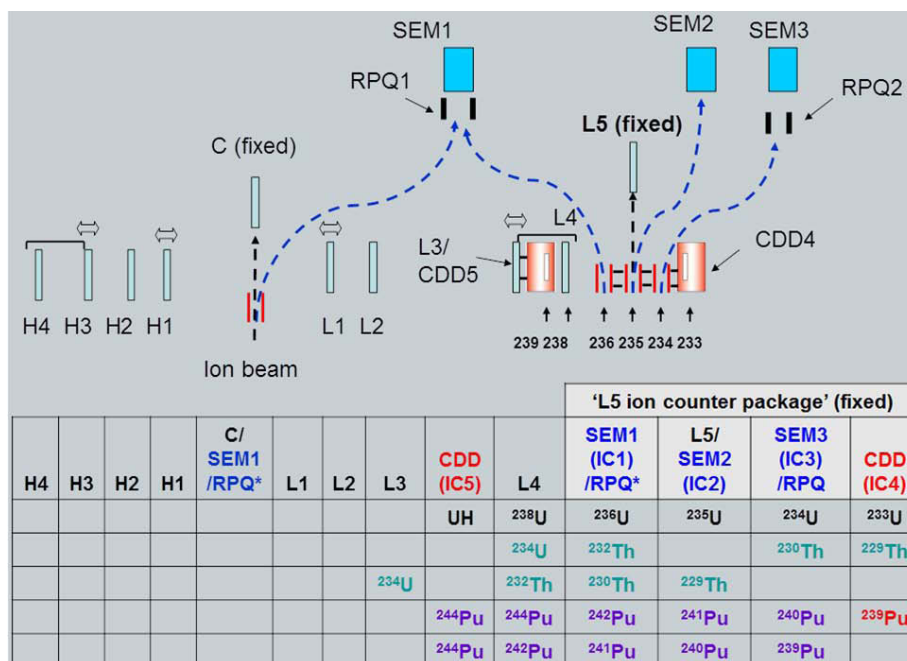 SEM1
SEM2
SEM3
RPQ1
RPQ2
L5 (fixed)
C (fixed)
L4
L3/
CDD5
CDD4
H4 H3 H2 H1
L1 L2
239 238 236 235 234 233
Ion beam
'L5 ion counter package' (fixed)
H4 H3 H2 H1 C/ SEM1 /RPQ* L1 L2 L3 CDD (IC5) L4 SEM1 (IC1) /RPQ* L5/ SEM2 (IC2) SEM3 (IC3) /RPQ CDD (IC4)
UH ²³⁸U ²³⁶U ²³⁵U ²³⁴U ²³³U
²³⁴U ²³²Th ²³⁰Th ²²⁹Th
²³⁴U ²³²Th ²³⁰Th ²²⁹Th
²⁴⁴Pu ²⁴⁴Pu ²⁴²Pu ²⁴¹Pu ²⁴⁰Pu ²³⁹Pu
²⁴⁴Pu ²⁴²Pu ²⁴¹Pu ²⁴⁰Pu ²³⁹Pu